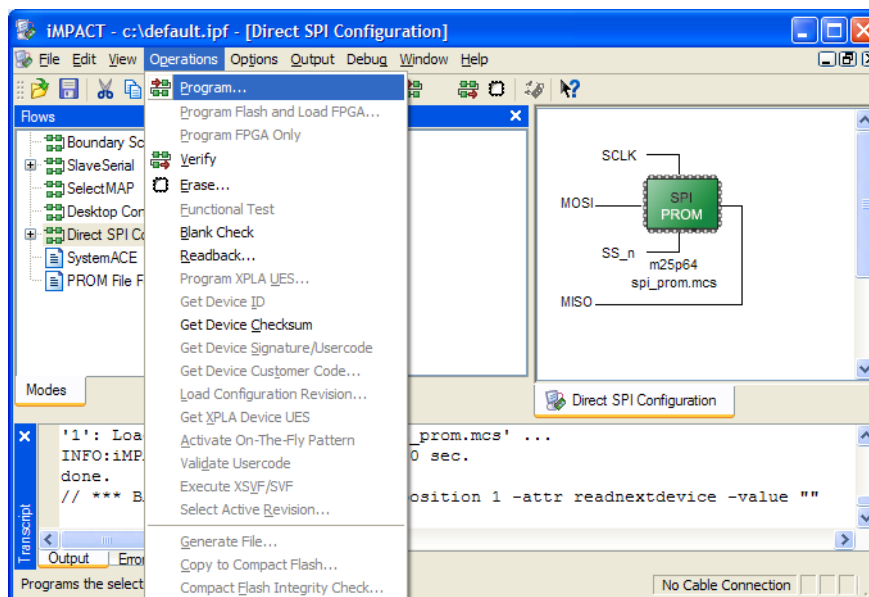 iMPACT - c:\default.ipf - [Direct SPI Configuration]
File Edit View Operations Options Output Debug Window Help
Flows
Boundary Sc
SlaveSerial
SelectMAP
Desktop Con
Direct SPI Co
SystemACE
PROM File F
Modes
Program...
Program Flash and Load FPGA...
Program FPGA Only
Verify
Erase...
Functional Test
Blank Check
Readback...
Program XPLA UES...
Get Device ID
Get Device Checksum
Get Device Signature/Usercode
Get Device Customer Code...
Load Configuration Revision...
Get XPLA Device UES
Activate On-The-Fly Pattern
Validate Usercode
Execute XSVF/SVF
Select Active Revision...
Generate File...
Copy to Compact Flash...
Compact Flash Integrity Check...
SCLK
MOSI
SPI
PROM
SS_n
m25p64
spi_prom.mcs
MISO
Direct SPI Configuration
Transcript
'1': Loa _prom.mcs' ...
INFO:iMP 0 sec.
done.
// *** B osition 1 -attr readnextdevice -value ""
Output Error
Programs the select
No Cable Connection